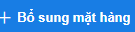 + Bổ sung mặt hàng